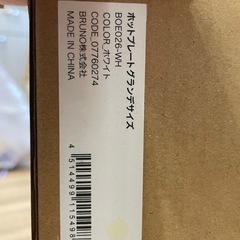 ホットプレートグランデサイズ
BOE026-WH
CODE_07760274
COLOR_ホワイト
BRUNO株式会社
MADE IN CHINA
4514499115498